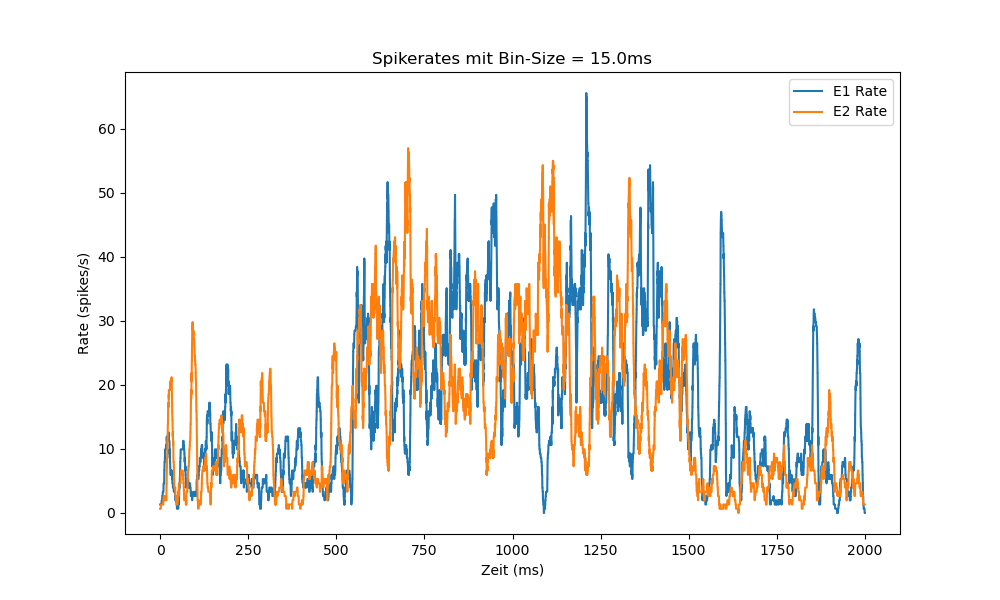 Spikerates mit Bin-Size = 15.0ms
E1 Rate
E2 Rate
60
50
40
30
20
10
0
Rate (spikes/s)
0 250 500 750 1000 1250 1500 1750 2000
Zeit (ms)